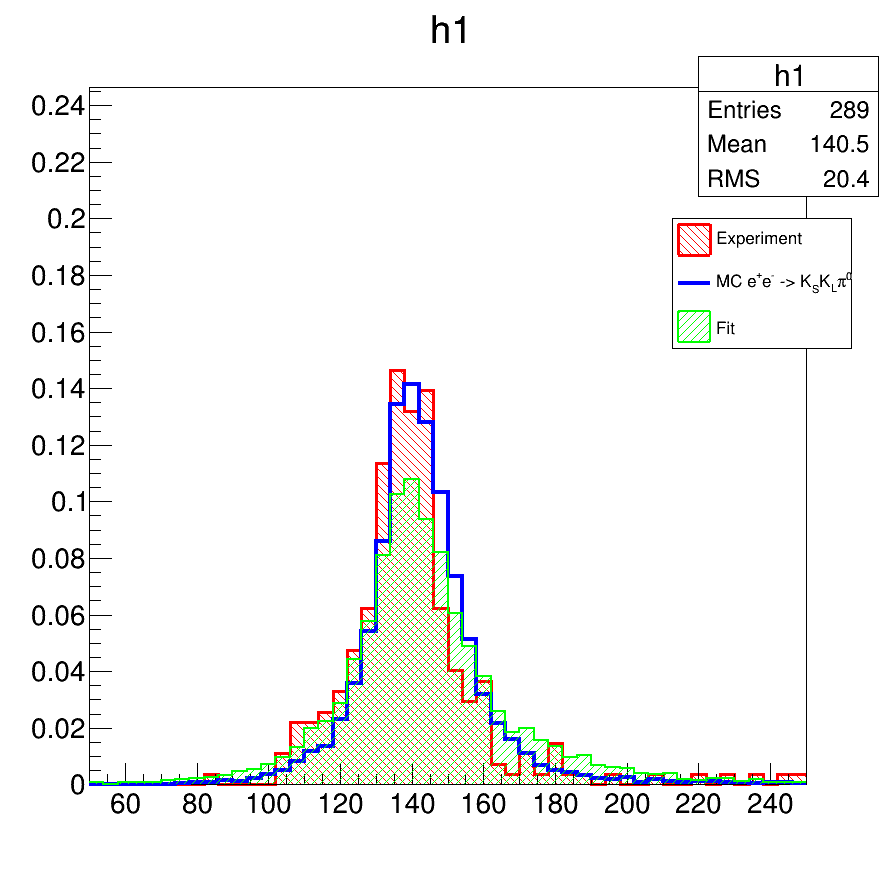 h1
h1
Entries 289
Mean 140.5
RMS 20.4
Experiment
MC e⁺e⁻ -> K_SK_Lπ⁰
Fit
0.24
0.22
0.2
0.18
0.16
0.14
0.12
0.1
0.08
0.06
0.04
0.02
0
60 80 100 120 140 160 180 200 220 240